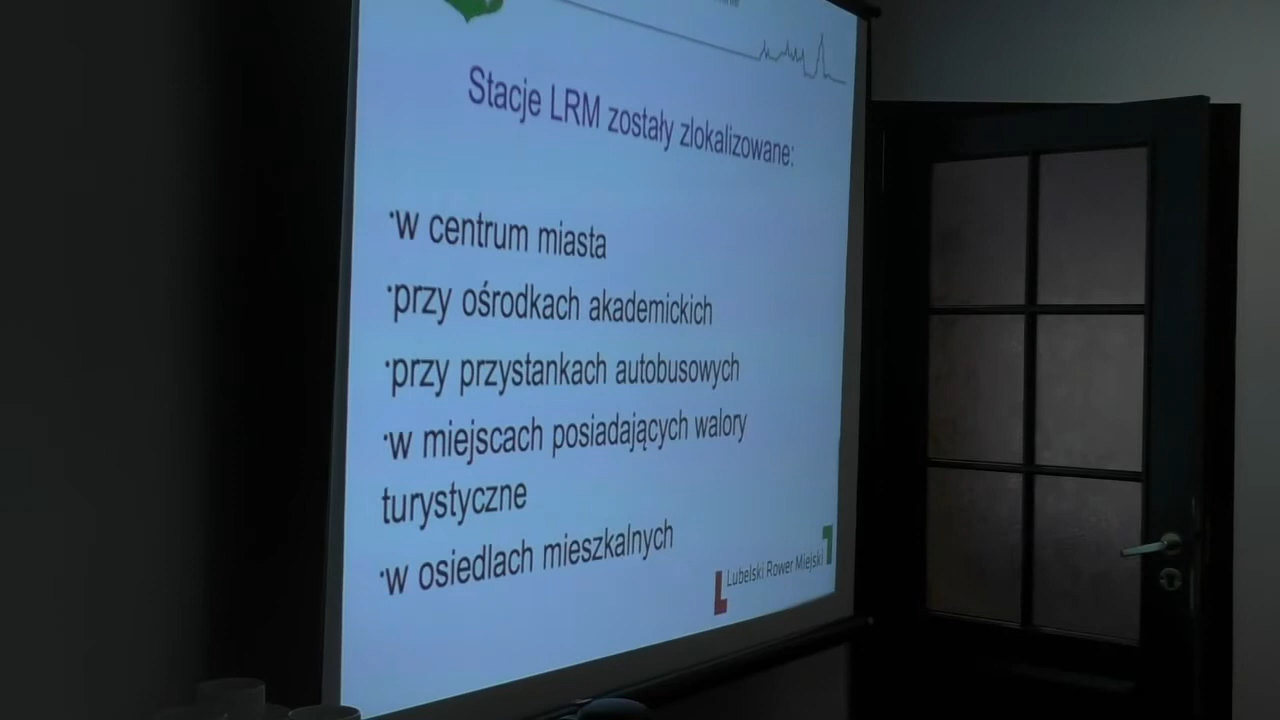 Stacje LRM zostały zlokalizowane:
·w centrum miasta
·przy ośrodkach akademickich
·przy przystankach autobusowych
·w miejscach posiadających walory
turystyczne
·w osiedlach mieszkalnych
Lubelski Rower Miejski